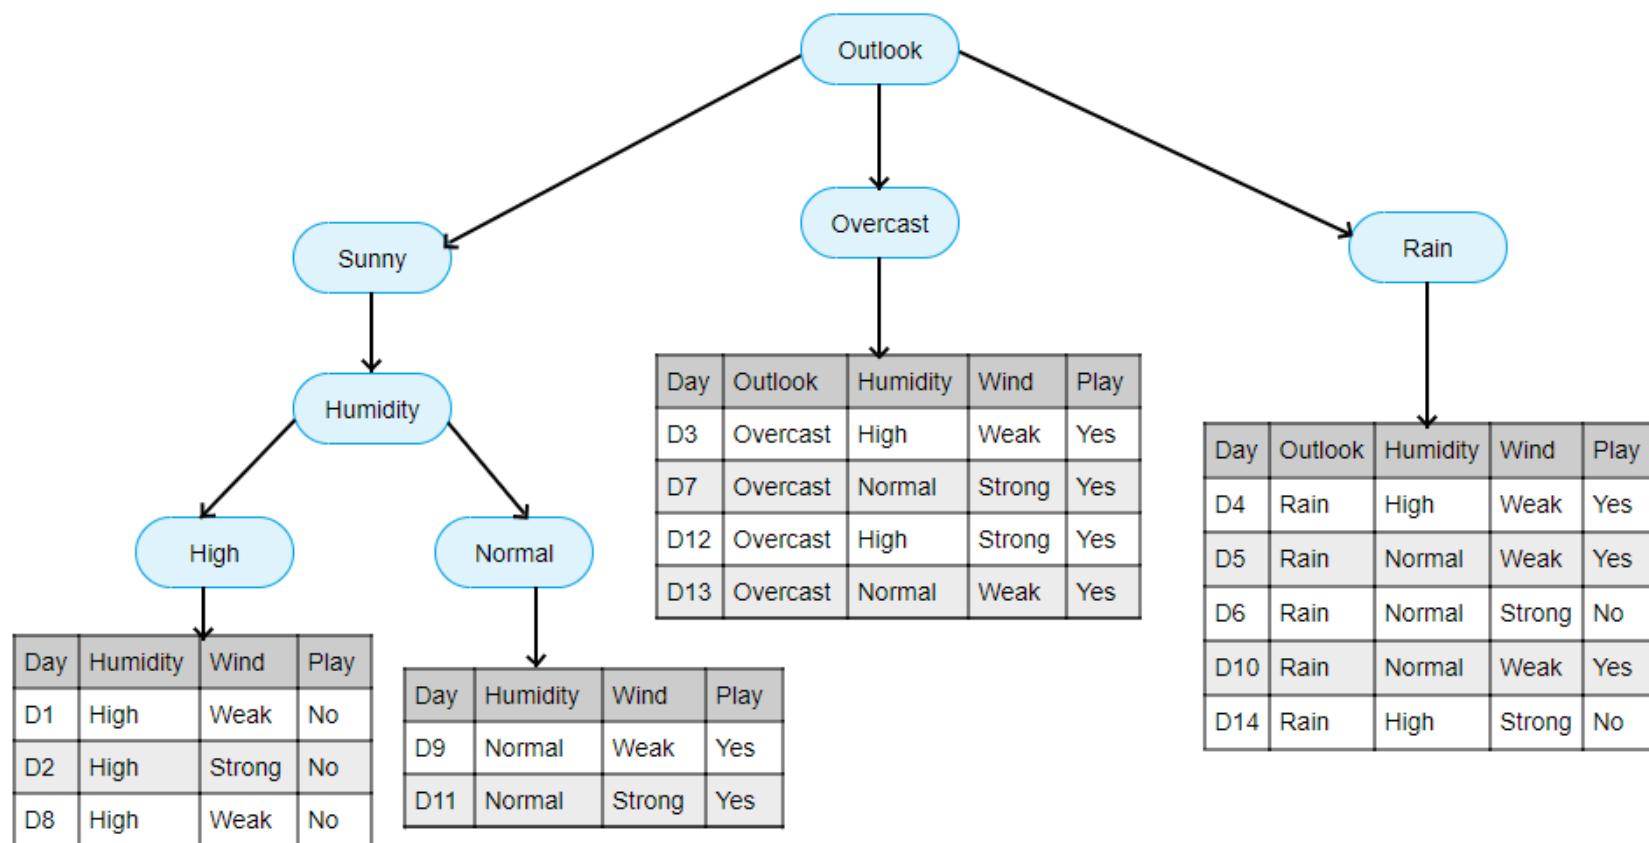 Outlook
Sunny
Overcast
Rain
Humidity
High
Normal
Day Humidity Wind Play
D1 High Weak No
D2 High Strong No
D8 High Weak No
Day Humidity Wind Play
D9 Normal Weak Yes
D11 Normal Strong Yes
Day Outlook Humidity Wind Play
D3 Overcast High Weak Yes
D7 Overcast Normal Strong Yes
D12 Overcast High Strong Yes
D13 Overcast Normal Weak Yes
Day Outlook Humidity Wind Play
D4 Rain High Weak Yes
D5 Rain Normal Weak Yes
D6 Rain Normal Strong No
D10 Rain Normal Weak Yes
D14 Rain High Strong No